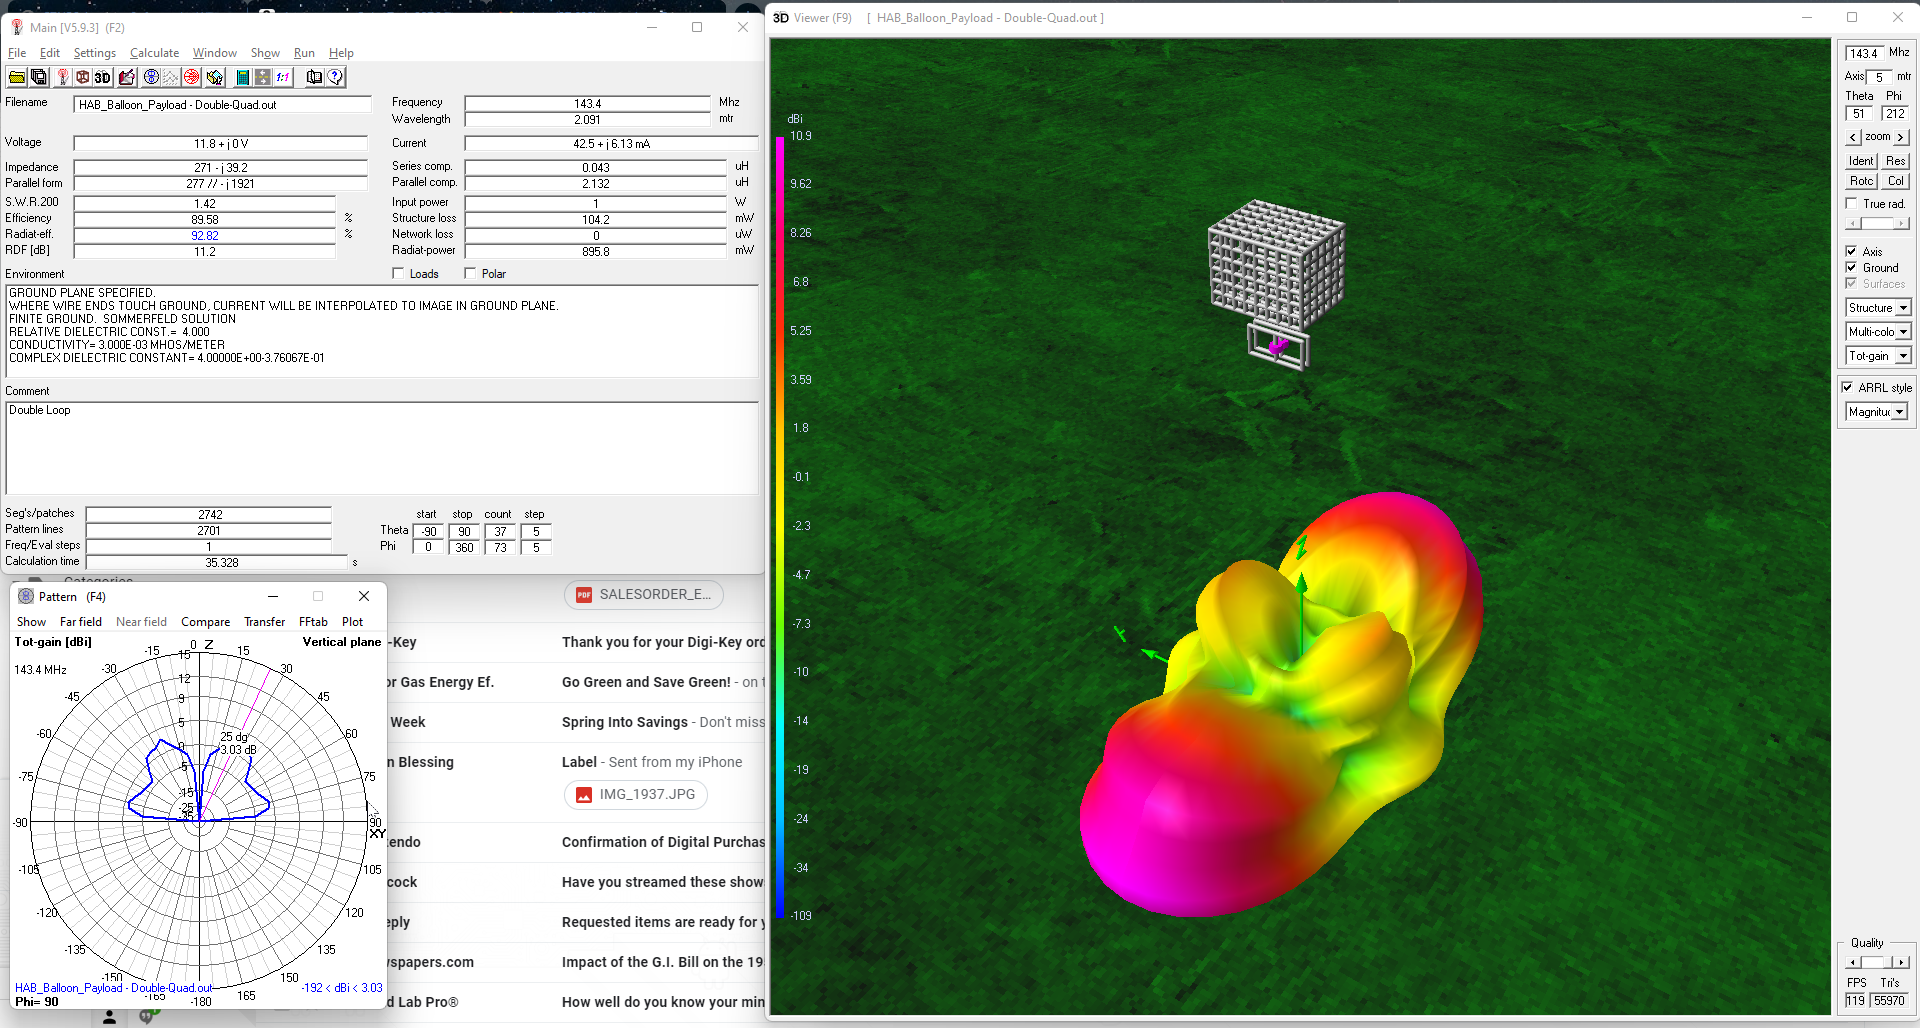 Main [V5.9.3] (F2)
File Edit Settings Calculate Window Show Run Help
3D 1:1
Filename HAB_Balloon_Payload - Double-Quad.out
Frequency 143.4 Mhz
Wavelength 2.091 mtr
Voltage 11.8 + j 0 V
Current 42.5 + j 6.13 mA
Impedance 271 - j 39.2
Series comp. 0.043 uH
Parallel form 277 // - j 1921
Parallel comp. 2.132 uH
S.W.R.200 1.42
Input power 1 W
Efficiency 89.58 %
Structure loss 104.2 mW
Radiat-eff. 92.82 %
Network loss 0 uW
RDF [dB] 11.2
Radiat-power 895.8 mW
Environment
Loads Polar
GROUND PLANE SPECIFIED.
WHERE WIRE ENDS TOUCH GROUND, CURRENT WILL BE INTERPOLATED TO IMAGE IN GROUND PLANE.
FINITE GROUND. SOMMERFELD SOLUTION
RELATIVE DIELECTRIC CONST.= 4.000
CONDUCTIVITY= 3.000E-03 MHOS/METER
COMPLEX DIELECTRIC CONSTANT= 4.00000E+00-3.76067E-01
Comment
Double Loop
Seg's/patches 2742
Pattern lines 2701
Freq/Eval steps 1
Calculation time 35.328 s
start stop count step
Theta -90 90 37 5
Phi 0 360 73 5
Categories
SALESORDER_E...
-Key Thank you for your Digi-Key ord
or Gas Energy Ef. Go Green and Save Green! - on t
Week Spring Into Savings - Don't miss
n Blessing Label - Sent from my iPhone
IMG_1937.JPG
endo Confirmation of Digital Purchas
cock Have you streamed these show
eply Requested items are ready for y
wspapers.com Impact of the G.I. Bill on the 19
d Lab Pro® How well do you know your min
Pattern (F4)
Show Far field Near field Compare Transfer FFtab Plot
Tot-gain [dBi]
Vertical plane
143.4 MHz
0 Z
-15 15
-30 30
-45 45
-60 60
-75 75
-90 90
XY
-105 105
-120 120
-135 135
-150 150
-165 165
-180
15
12
9
5
0
-5
-15
-25
-35
25 dg
3.03 dB
HAB_Balloon_Payload - Double-Quad.out
-192 < dBi < 3.03
Phi= 90
3D Viewer (F9) [ HAB_Balloon_Payload - Double-Quad.out ]
dBi
10.9
9.62
8.26
6.8
5.25
3.59
1.8
-0.1
-2.3
-4.7
-7.3
-10
-14
-19
-24
-34
-109
Z
143.4 Mhz
Axis 5 mtr
Theta Phi
51 212
< zoom >
Ident Res
Rotc Col
True rad.
Axis
Ground
Surfaces
Structure
Multi-colo
Tot-gain
ARRL style
Magnituc
Quality
FPS Tri's
119 55970